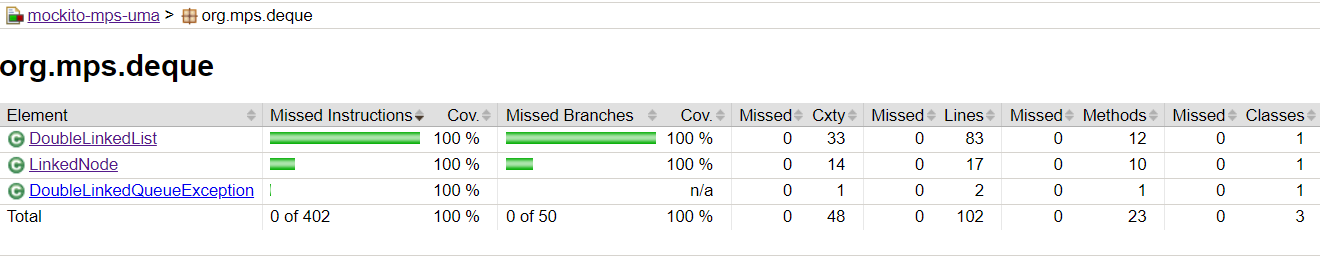 mockito-mps-uma > org.mps.deque
org.mps.deque
Element Missed Instructions Cov. Missed Branches Cov. Missed Cxty Missed Lines Missed Methods Missed Classes
DoubleLinkedList 100 % 100 % 0 33 0 83 0 12 0 1
LinkedNode 100 % 100 % 0 14 0 17 0 10 0 1
DoubleLinkedQueueException 100 % n/a 0 1 0 2 0 1 0 1
Total 0 of 402 100 % 0 of 50 100 % 0 48 0 102 0 23 0 3